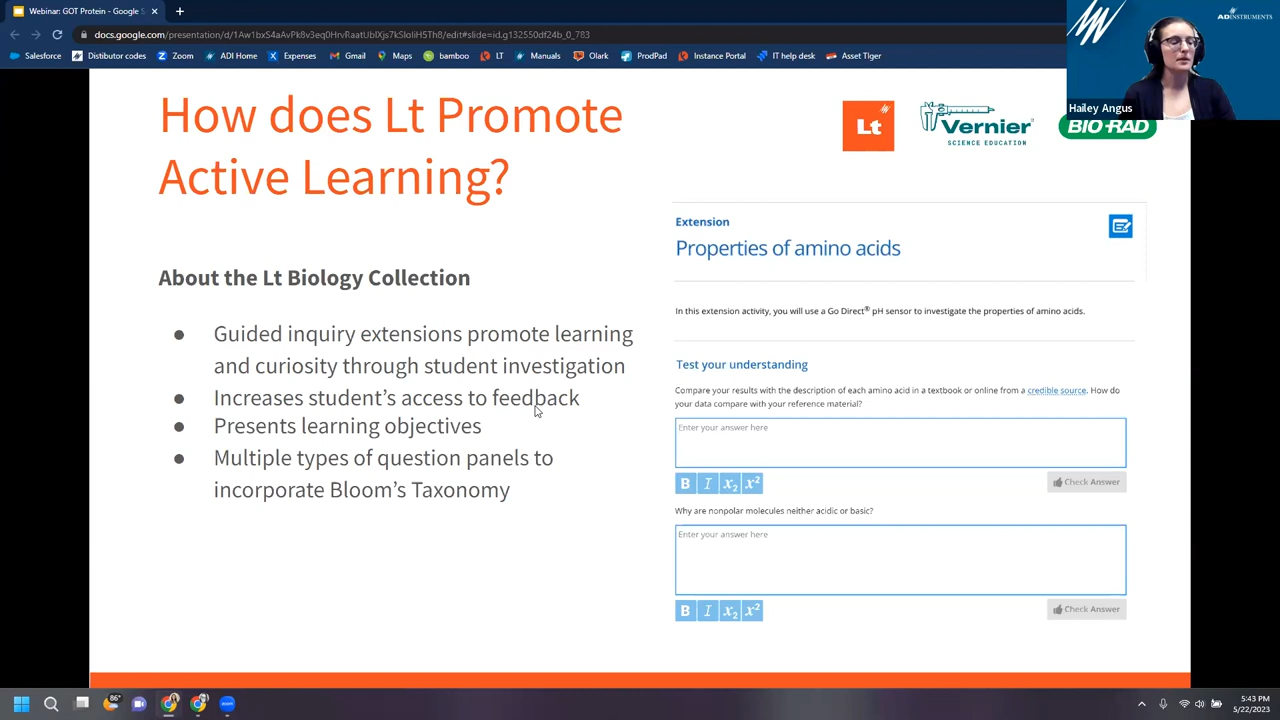 Webinar: GOT Protein - Google S
docs.google.com/presentation/d/1Aw1bxS4aAvPk8v3eq0HrvRaatUblXgs7kSloIiH5Th8/edit#slide=id.g132550df24b_0_783
Salesforce
Distibutor codes
Zoom
ADI Home
Expenses
Gmail
Maps
bamboo
LT
Manuals
Olark
ProdPad
Instance Portal
IT help desk
Asset Tiger
ADINSTRUMENTS
Hailey Angus
How does Lt Promote
Active Learning?
Lt
Vernier
SCIENCE EDUCATION
BIO-RAD
About the Lt Biology Collection
● Guided inquiry extensions promote learning
and curiosity through student investigation
● Increases student's access to feedback
● Presents learning objectives
● Multiple types of question panels to
incorporate Bloom's Taxonomy
Extension
Properties of amino acids
In this extension activity, you will use a Go Direct® pH sensor to investigate the properties of amino acids.
Test your understanding
Compare your results with the description of each amino acid in a textbook or online from a credible source. How do
your data compare with your reference material?
Enter your answer here
B I x₂ x²
Check Answer
Why are nonpolar molecules neither acidic or basic?
Enter your answer here
B I x₂ x²
Check Answer
86°
5:43 PM
5/22/2023